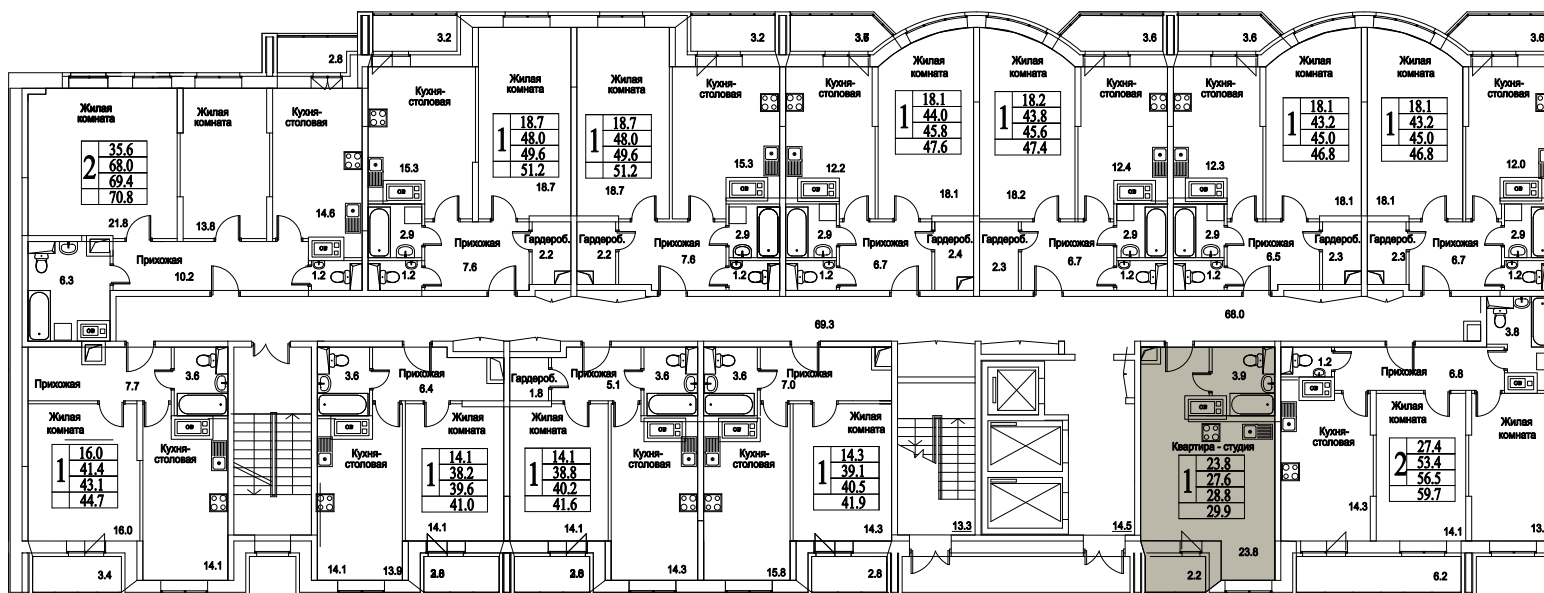 3.2
3.2
3.6
3.6
3.6
2.8
Жилая
комната
Жилая
комната
Кухня-
столовая
35.6
2
68.0
69.4
70.8
21.8
13.8
14.6
Прихожая
10.2
6.3
1.2
ОВ
ОВ
Кухня-
столовая
Жилая
комната
18.7
1
48.0
49.6
51.2
15.3
18.7
ОВ
2.9
1.2
Прихожая
7.6
Гардероб.
2.2
Жилая
комната
Кухня-
столовая
18.7
1
48.0
49.6
51.2
18.7
15.3
ОВ
Гардероб.
2.2
Прихожая
7.6
2.9
1.2
Кухня-
столовая
Жилая
комната
18.1
1
44.0
45.8
47.6
12.2
18.1
ОВ
2.9
1.2
Прихожая
6.7
Гардероб.
2.4
Жилая
комната
Кухня-
столовая
18.2
1
43.8
45.6
47.4
18.2
12.4
ОВ
Гардероб.
2.3
Прихожая
6.7
2.9
1.2
Кухня-
столовая
Жилая
комната
18.1
1
43.2
45.0
46.8
12.3
18.1
ОВ
2.9
1.2
Прихожая
6.5
Гардероб.
2.3
Жилая
комната
Кухня-
столовая
18.1
1
43.2
45.0
46.8
18.1
12.0
ОВ
Гардероб.
2.3
Прихожая
6.7
2.9
1.2
69.3
68.0
3.8
Прихожая
7.7
3.6
Жилая
комната
ОВ
Кухня-
столовая
16.0
1
41.4
43.1
44.7
16.0
14.1
3.4
3.6
Прихожая
6.4
ОВ
Кухня-
столовая
Жилая
комната
14.1
1
38.2
39.6
41.0
14.1
14.1
13.9
Гардероб.
1.8
Прихожая
5.1
3.6
Жилая
комната
ОВ
Кухня-
столовая
14.1
1
38.8
40.2
41.6
14.1
14.3
3.6
Прихожая
7.0
ОВ
Кухня-
столовая
Жилая
комната
14.3
1
39.1
40.5
41.9
14.3
15.8
2.8
13.3
14.5
3.9
ОВ
Квартира - студия
23.8
1
27.6
28.8
29.9
23.8
2.2
1.2
Прихожая
6.8
ОВ
ОВ
Кухня-
столовая
Жилая
комната
Жилая
комната
27.4
2
53.4
56.5
59.7
14.3
14.1
6.2